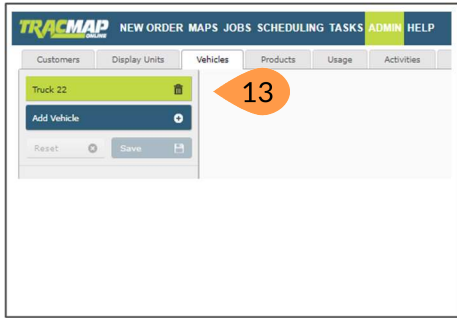 TRACMAP ONLINE NEW ORDER MAPS JOBS SCHEDULING TASKS ADMIN HELP
Customers Display Units Vehicles Products Usage Activities
Truck 22
13
Add Vehicle
Reset Save